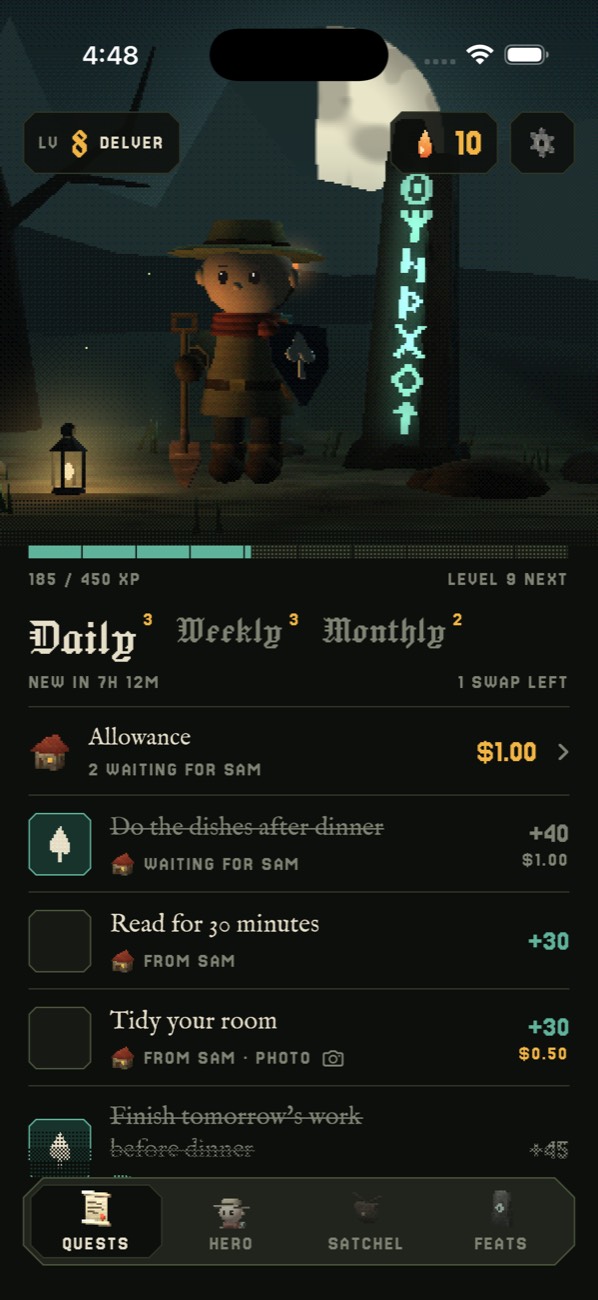 4:48
LV 8 DELVER
10
185 / 450 XP
LEVEL 9 NEXT
Daily 3 Weekly 3 Monthly 2
NEW IN 7H 12M
1 SWAP LEFT
Allowance
2 WAITING FOR SAM
$1.00
Do the dishes after dinner
+40
WAITING FOR SAM
$1.00
Read for 30 minutes
+30
FROM SAM
Tidy your room
+30
FROM SAM · PHOTO
$0.50
Finish tomorrow's work
before dinner
+45
QUESTS
HERO
SATCHEL
FEATS